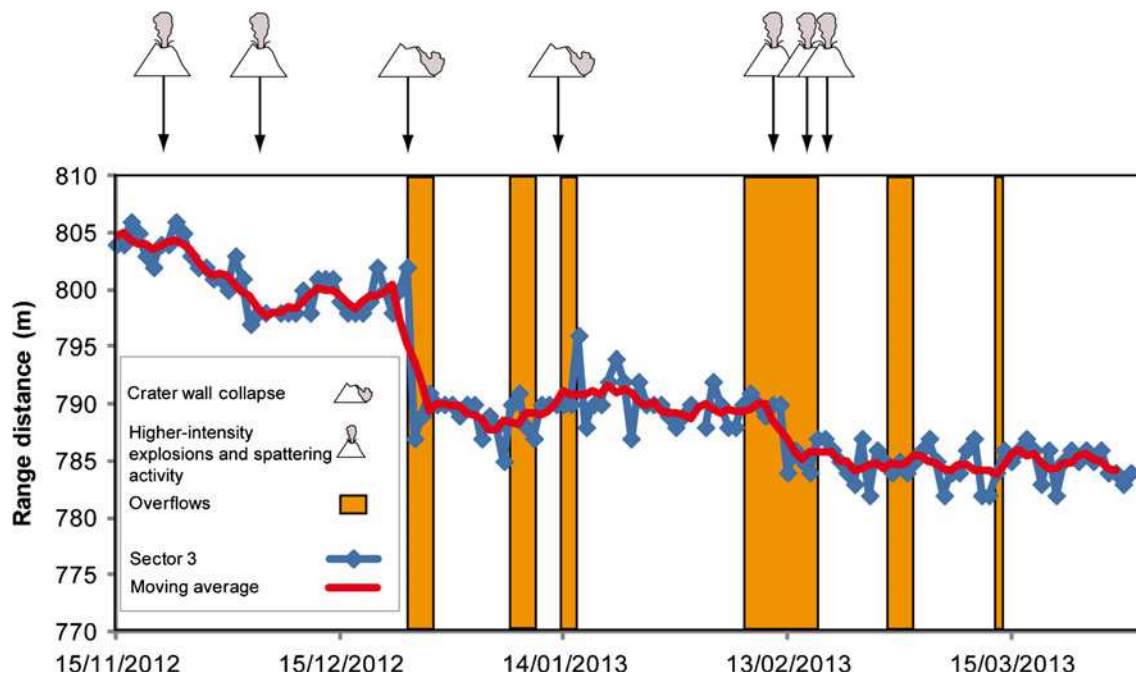 Range distance (m)
810
805
800
795
790
785
780
775
770
Crater wall collapse
Higher-intensity
explosions and spattering
activity
Overflows
Sector 3
Moving average
15/11/2012
15/12/2012
14/01/2013
13/02/2013
15/03/2013